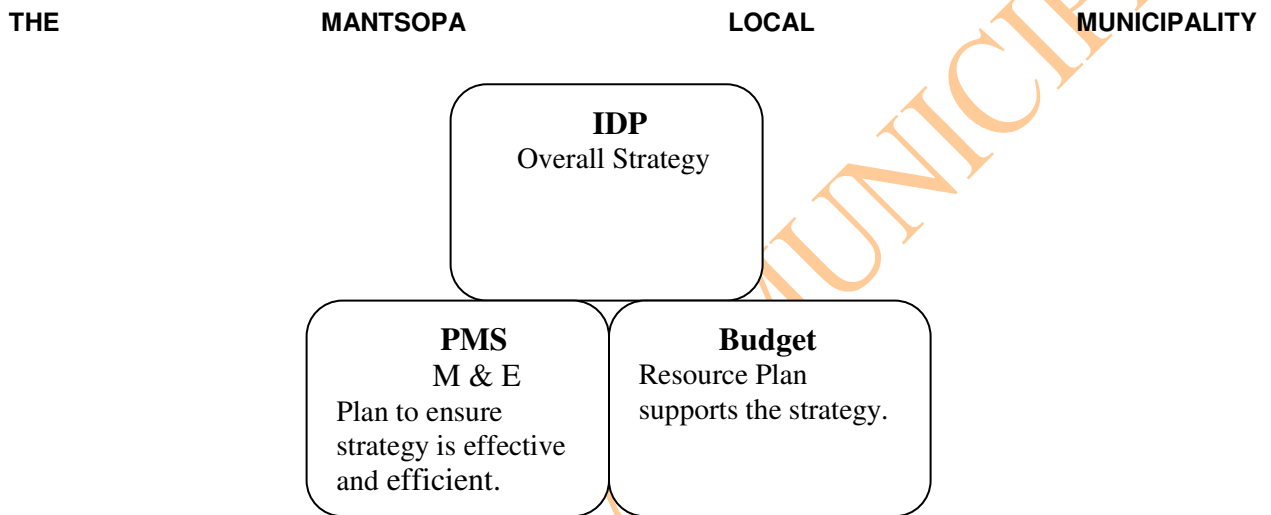 THE MANTSOPA LOCAL MUNICIPALITY
IDP
Overall Strategy
PMS
M & E
Plan to ensure
strategy is effective
and efficient.
Budget
Resource Plan
supports the strategy.